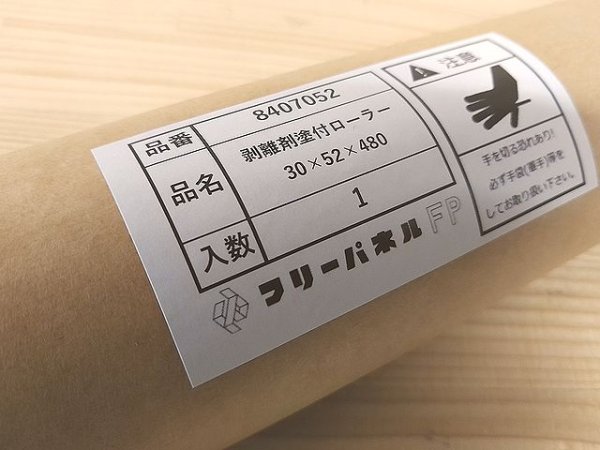 品番 8407052
品名 剥離剤塗付ローラー
30×52×480
入数 1
フリーパネル FP
注意
手を切る恐れあり!
必ず手袋(軍手)等を
してお取り扱い下さい。